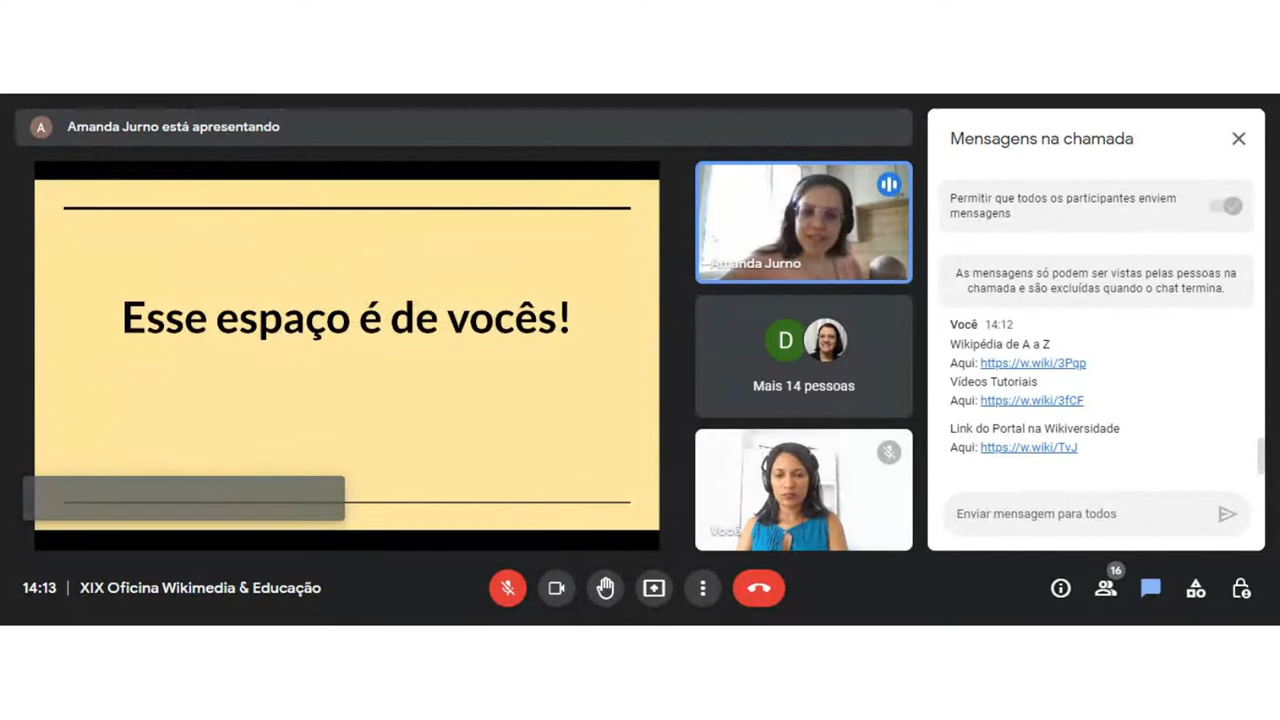 A
Amanda Jurno está apresentando
Esse espaço é de vocês!
Amanda Jurno
D
Mais 14 pessoas
Você
Mensagens na chamada
Permitir que todos os participantes enviem
mensagens
As mensagens só podem ser vistas pelas pessoas na
chamada e são excluídas quando o chat termina.
Você 14:12
Wikipédia de A a Z
Aqui: https://w.wiki/3Pqp
Vídeos Tutoriais
Aqui: https://w.wiki/3fCF
Link do Portal na Wikiversidade
Aqui: https://w.wiki/TvJ
Enviar mensagem para todos
14:13 | XIX Oficina Wikimedia & Educação
16